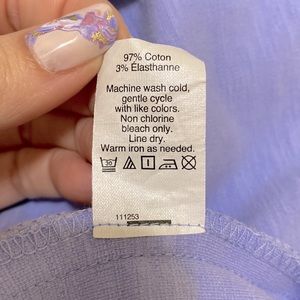 97% Coton
3% Élasthanne
Machine wash cold,
gentle cycle
with like colors.
Non chlorine
bleach only.
Line dry.
Warm iron as needed.
30
111253